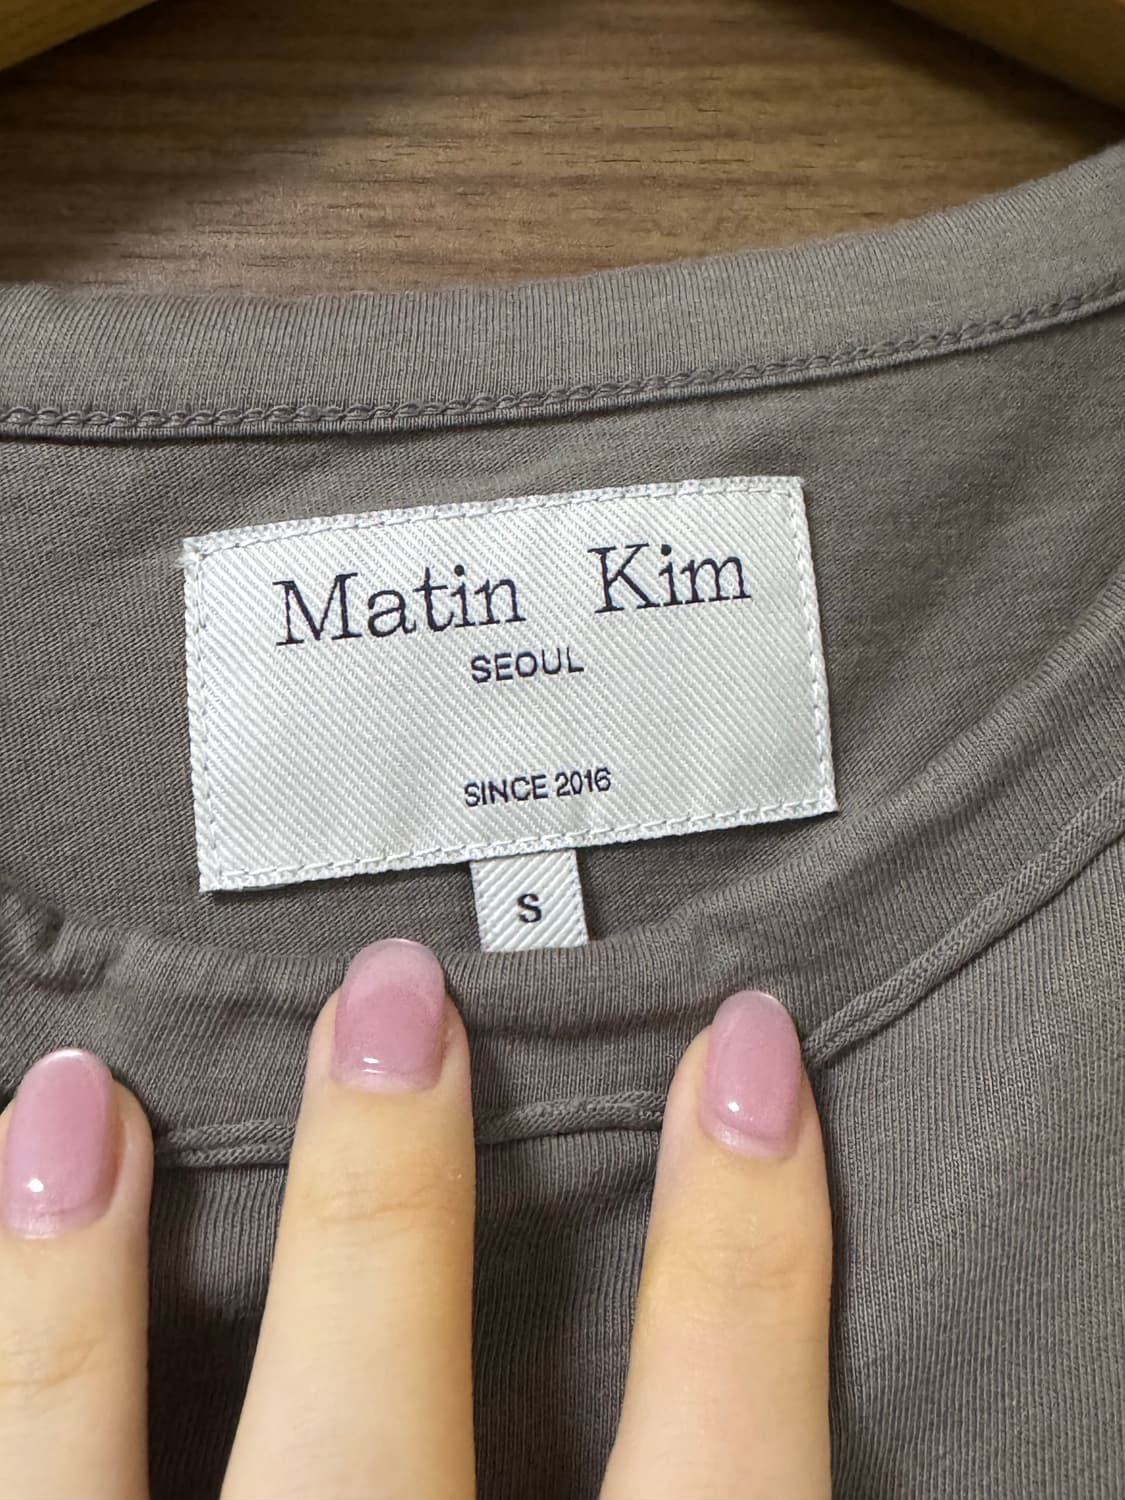 Matin Kim
SEOUL
SINCE 2016
S